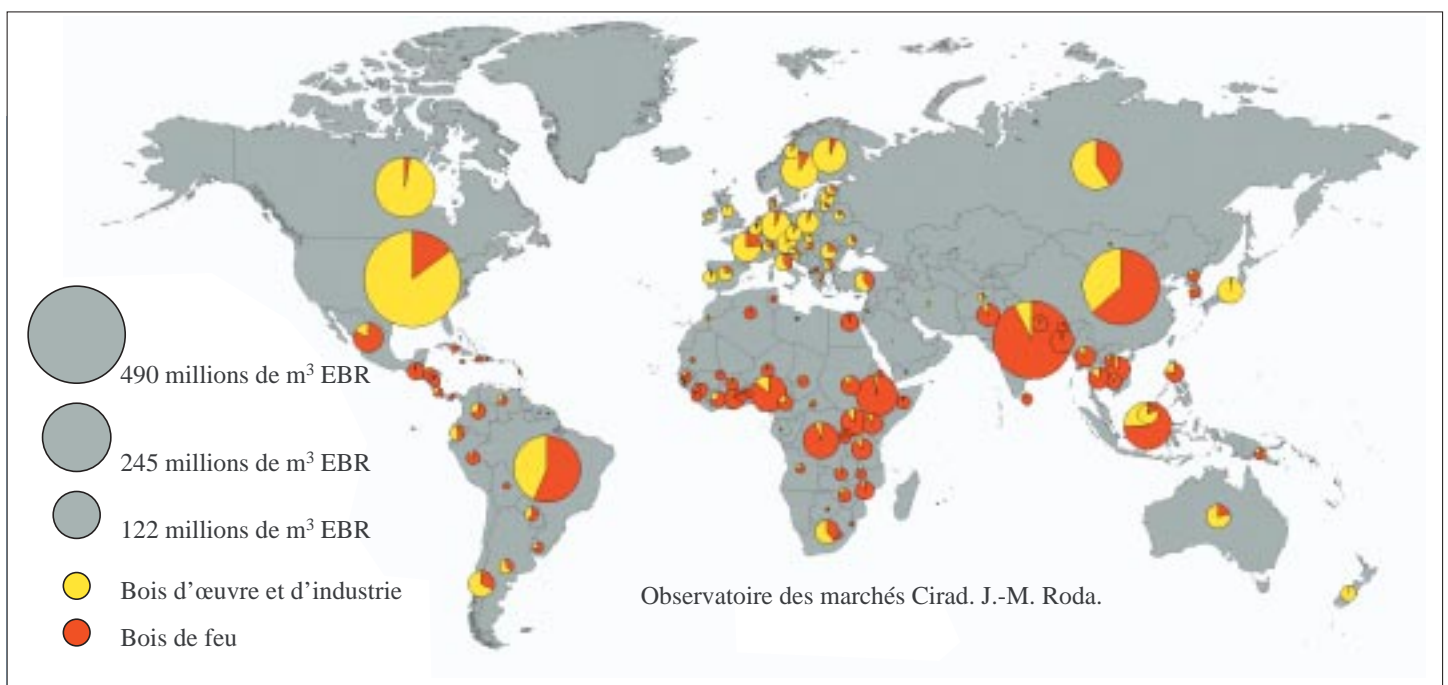 490 millions de m³ EBR
245 millions de m³ EBR
122 millions de m³ EBR
Bois d'œuvre et d'industrie
Bois de feu
Observatoire des marchés Cirad. J.-M. Roda.